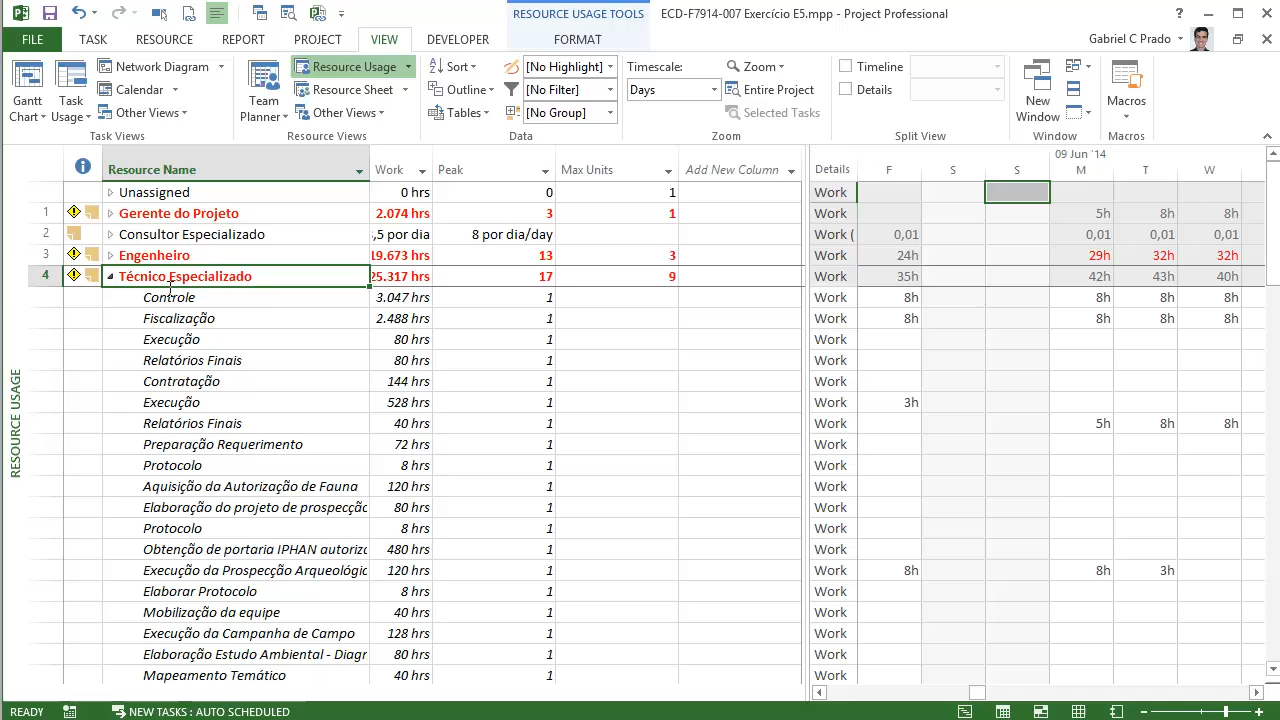 RESOURCE USAGE TOOLS
ECD-F7914-007 Exercício E5.mpp - Project Professional
FILE TASK RESOURCE REPORT PROJECT VIEW DEVELOPER FORMAT
Gabriel C Prado
Gantt Chart
Task Usage
Network Diagram
Calendar
Other Views
Task Views
Team Planner
Resource Usage
Resource Sheet
Other Views
Resource Views
Sort
Outline
Tables
[No Highlight]
[No Filter]
[No Group]
Data
Timescale:
Days
Zoom
Entire Project
Selected Tasks
Zoom
Timeline
Details
Split View
New Window
Window
Macros
Macros
RESOURCE USAGE
Resource Name Work Peak Max Units Add New Column
Details 09 Jun '14
F S S M T W
Unassigned 0 hrs 0 1 Work
1 Gerente do Projeto 2.074 hrs 3 1 Work 5h 8h 8h
2 Consultor Especializado ,5 por dia 8 por dia/day Work ( 0,01 0,01 0,01 0,01
3 Engenheiro 19.673 hrs 13 3 Work 24h 29h 32h 32h
4 Técnico Especializado 25.317 hrs 17 9 Work 35h 42h 43h 40h
Controle 3.047 hrs 1 Work 8h 8h 8h 8h
Fiscalização 2.488 hrs 1 Work 8h 8h 8h 8h
Execução 80 hrs 1 Work
Relatórios Finais 80 hrs 1 Work
Contratação 144 hrs 1 Work
Execução 528 hrs 1 Work 3h
Relatórios Finais 40 hrs 1 Work 5h 8h 8h
Preparação Requerimento 72 hrs 1 Work
Protocolo 8 hrs 1 Work
Aquisição da Autorização de Fauna 120 hrs 1 Work
Elaboração do projeto de prospecção 80 hrs 1 Work
Protocolo 8 hrs 1 Work
Obtenção de portaria IPHAN autoriza 480 hrs 1 Work
Execução da Prospecção Arqueológic 120 hrs 1 Work 8h 8h 3h
Elaborar Protocolo 8 hrs 1 Work
Mobilização da equipe 40 hrs 1 Work
Execução da Campanha de Campo 128 hrs 1 Work
Elaboração Estudo Ambiental - Diagr 80 hrs 1 Work
Mapeamento Temático 40 hrs 1 Work
READY NEW TASKS : AUTO SCHEDULED